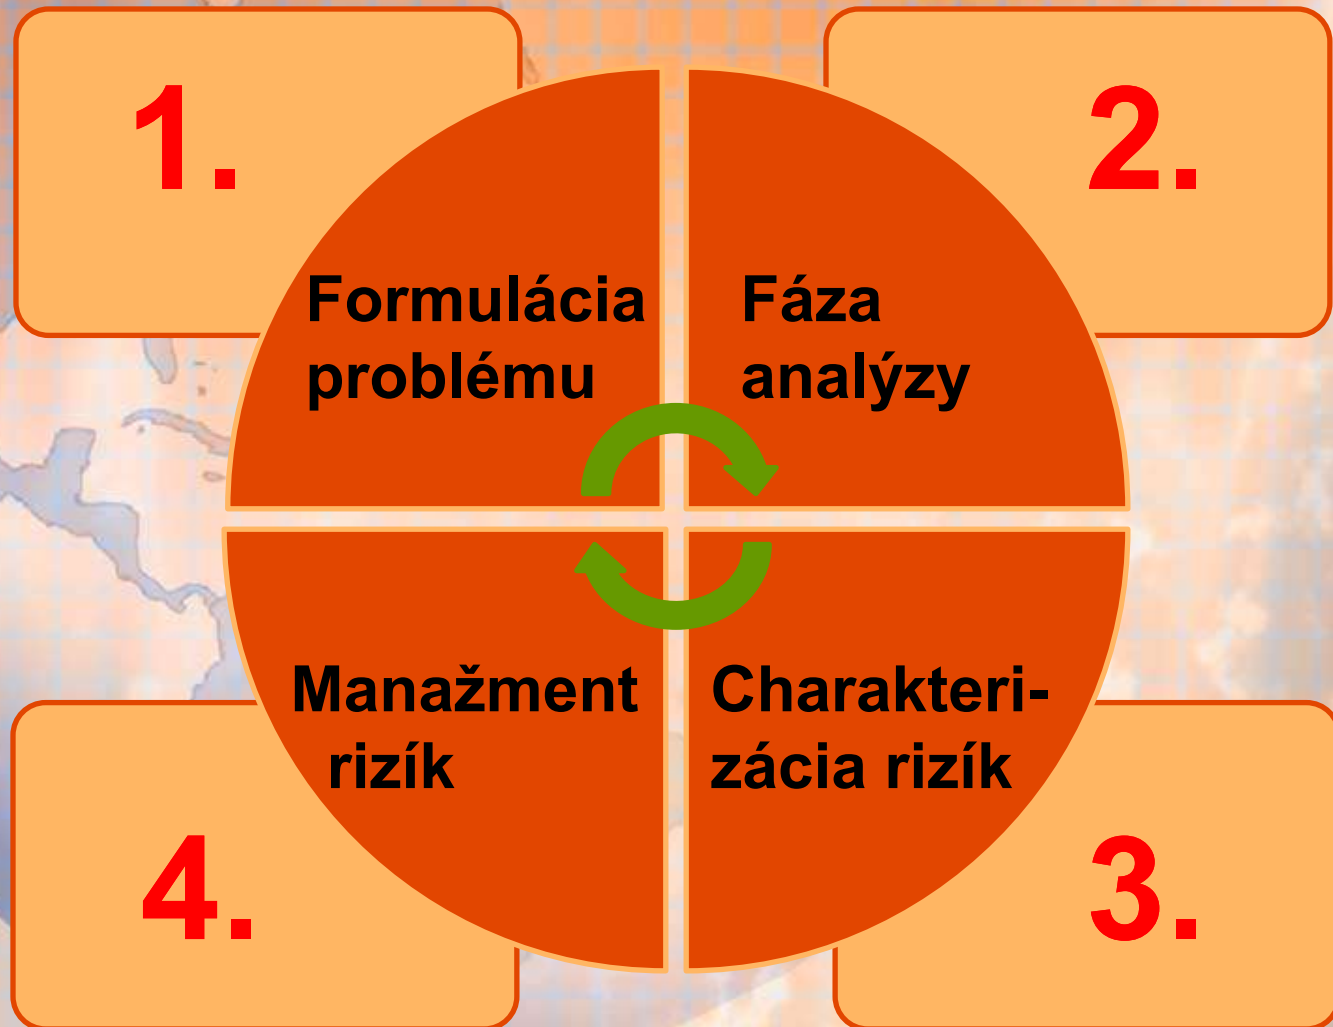 1.
2.
Formulácia
problému
Fáza
analýzy
Manažment
rizík
Charakteri-
zácia rizík
4.
3.